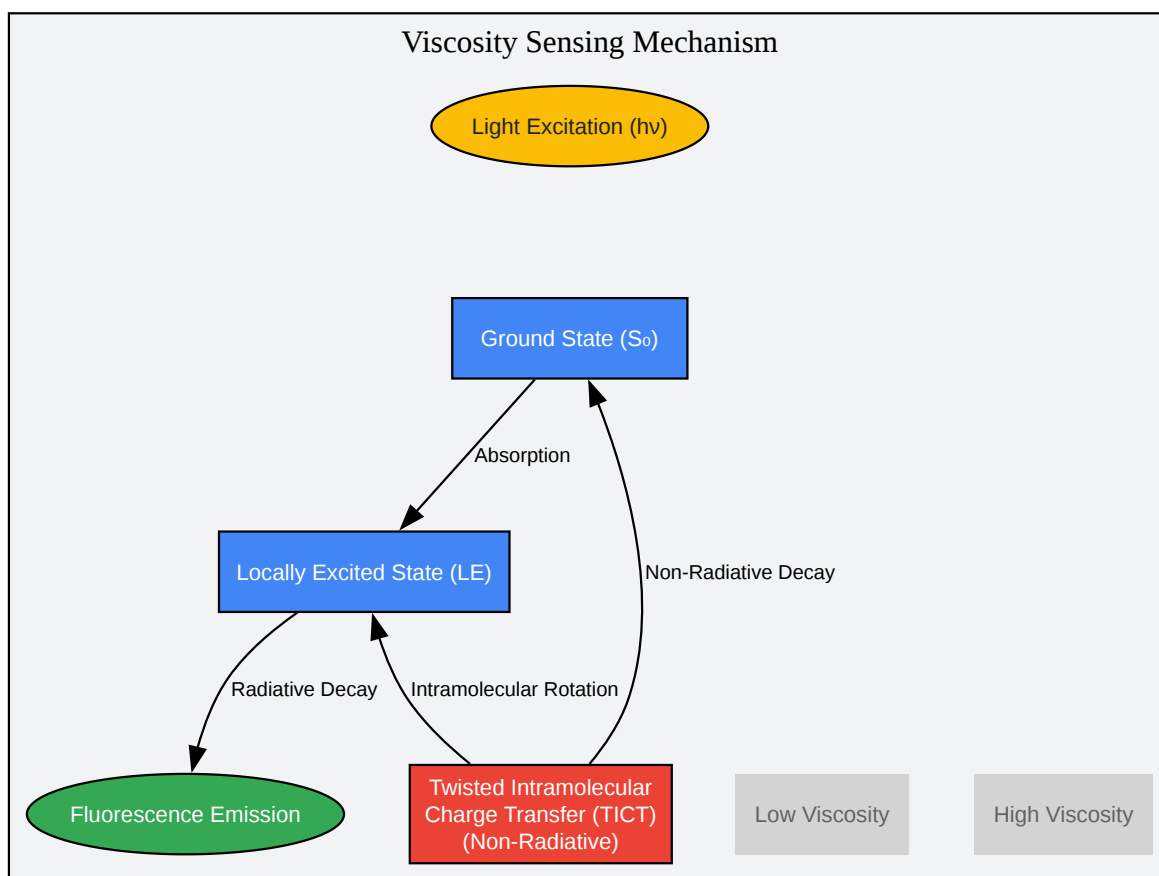 Viscosity Sensing Mechanism
Light Excitation (hν)
Ground State (S₀)
Absorption
Locally Excited State (LE)
Non-Radiative Decay
Radiative Decay
Intramolecular Rotation
Fluorescence Emission
Twisted Intramolecular
Charge Transfer (TICT)
(Non-Radiative)
Low Viscosity
High Viscosity